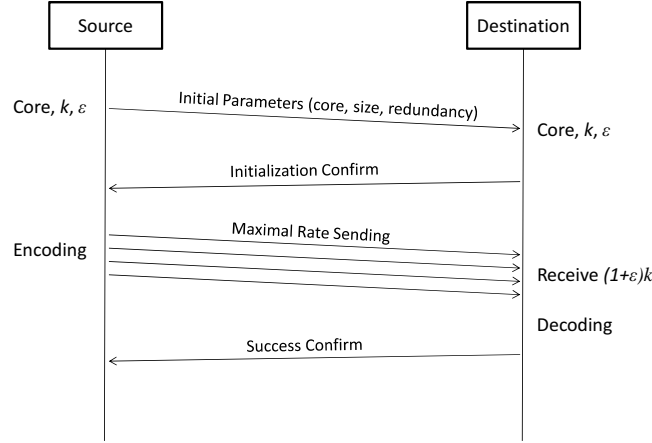 Source
Destination
Initial Parameters (core, size, redundancy)
Core, k, ε
Core, k, ε
Initialization Confirm
Maximal Rate Sending
Encoding
Receive (1+ε)k
Decoding
Success Confirm